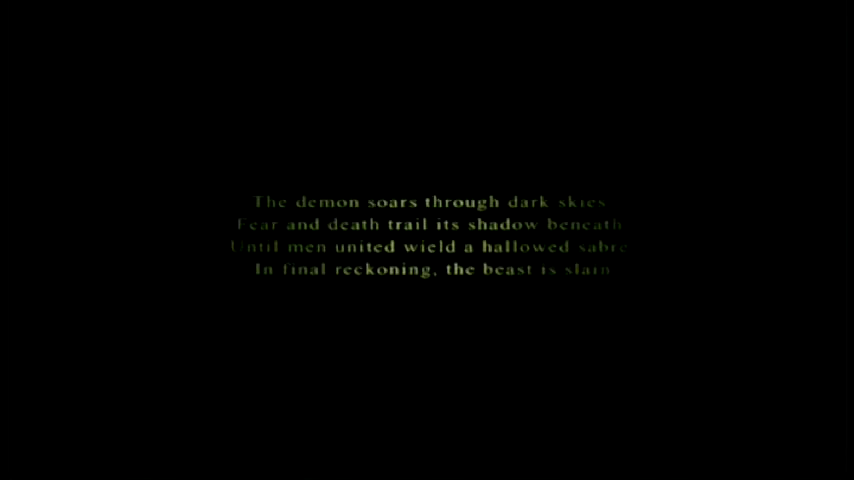 The demon soars through dark skies
Fear and death trail its shadow beneath
Until men united wield a hallowed sabre
In final reckoning, the beast is slain